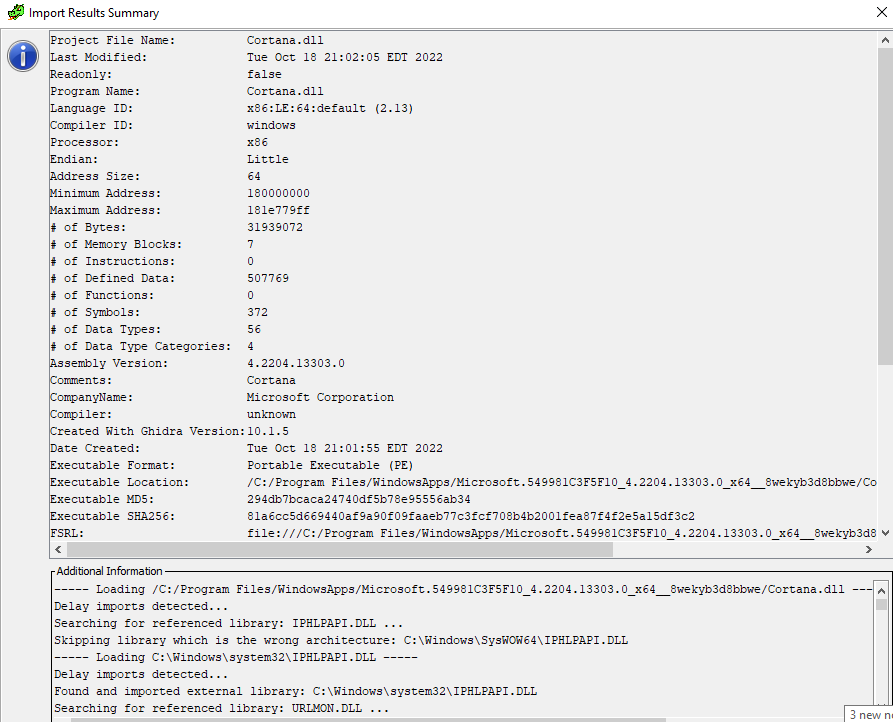 Import Results Summary
Project File Name: Cortana.dll
Last Modified: Tue Oct 18 21:02:05 EDT 2022
Readonly: false
Program Name: Cortana.dll
Language ID: x86:LE:64:default (2.13)
Compiler ID: windows
Processor: x86
Endian: Little
Address Size: 64
Minimum Address: 180000000
Maximum Address: 181e779ff
# of Bytes: 31939072
# of Memory Blocks: 7
# of Instructions: 0
# of Defined Data: 507769
# of Functions: 0
# of Symbols: 372
# of Data Types: 56
# of Data Type Categories: 4
Assembly Version: 4.2204.13303.0
Comments: Cortana
CompanyName: Microsoft Corporation
Compiler: unknown
Created With Ghidra Version: 10.1.5
Date Created: Tue Oct 18 21:01:55 EDT 2022
Executable Format: Portable Executable (PE)
Executable Location: /C:/Program Files/WindowsApps/Microsoft.549981C3F5F10_4.2204.13303.0_x64__8wekyb3d8bbwe/Co
Executable MD5: 294db7bcaca24740df5b78e95556ab34
Executable SHA256: 81a6cc5d669440af9a90f09faaeb77c3fcf708b4b2001fea87f4f2e5a15df3c2
FSRL: file:///C:/Program Files/WindowsApps/Microsoft.549981C3F5F10_4.2204.13303.0_x64__8wekyb3d8
Additional Information
----- Loading /C:/Program Files/WindowsApps/Microsoft.549981C3F5F10_4.2204.13303.0_x64__8wekyb3d8bbwe/Cortana.dll ---
Delay imports detected...
Searching for referenced library: IPHLPAPI.DLL ...
Skipping library which is the wrong architecture: C:\Windows\SysWOW64\IPHLPAPI.DLL
----- Loading C:\Windows\system32\IPHLPAPI.DLL -----
Delay imports detected...
Found and imported external library: C:\Windows\system32\IPHLPAPI.DLL
Searching for referenced library: URLMON.DLL ...
3 new n